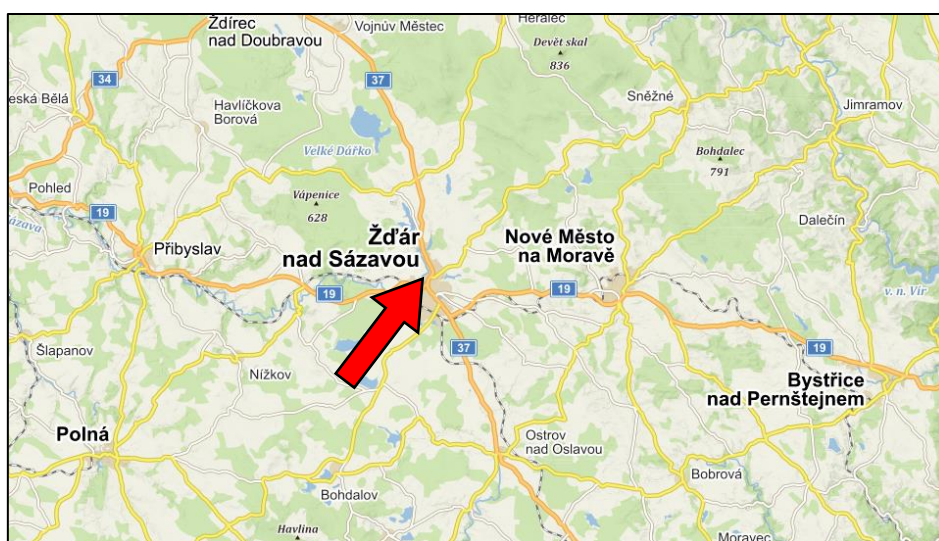 Ždírec
nad Doubravou
Vojnův Městec
Heralec
Devět skal
836
34
37
eská Bělá
Havlíčkova
Borová
Sněžné
Jimramov
Velké Dářko
Bohdalec
791
Pohled
Vápenice
628
19
Dalečín
ázava
Přibyslav
Žďár
nad Sázavou
Nové Město
na Moravě
19
19
v. n. Vír
Šlapanov
37
19
Nížkov
Bystřice
nad Pernštejnem
Polná
Ostrov
nad Oslavou
Bobrová
Bohdalov
Havlina
Moravec